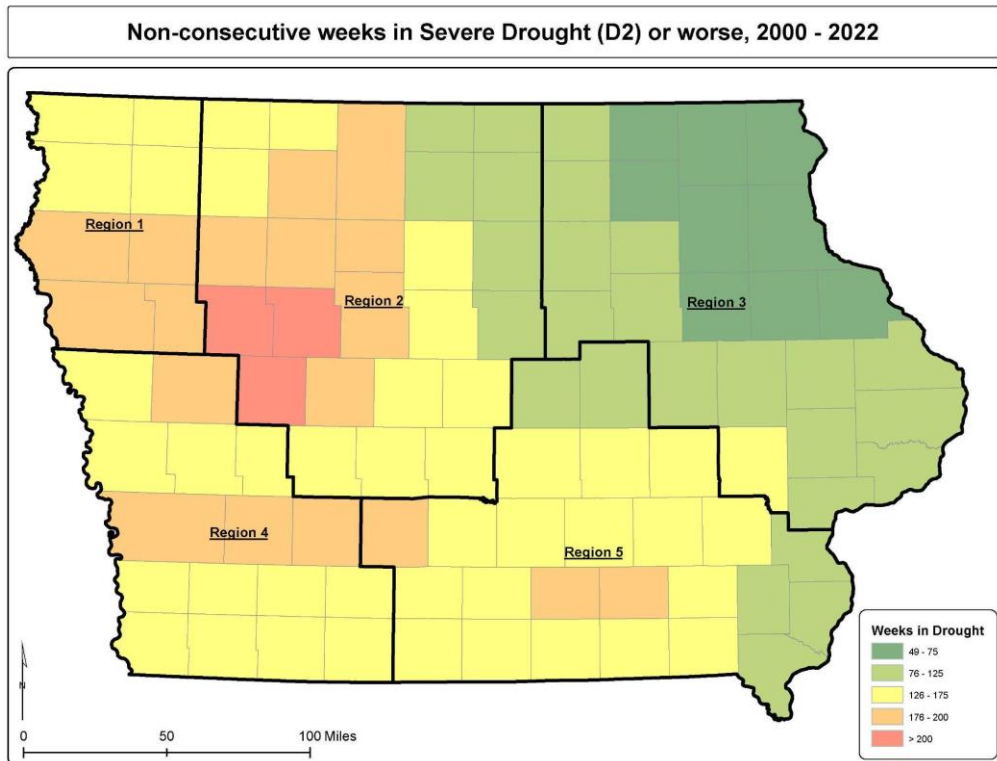 Non-consecutive weeks in Severe Drought (D2) or worse, 2000 - 2022
Region 1
Region 2
Region 3
Region 4
Region 5
Weeks in Drought
49 - 75
76 - 125
126 - 175
176 - 200
> 200
N
0 50 100 Miles